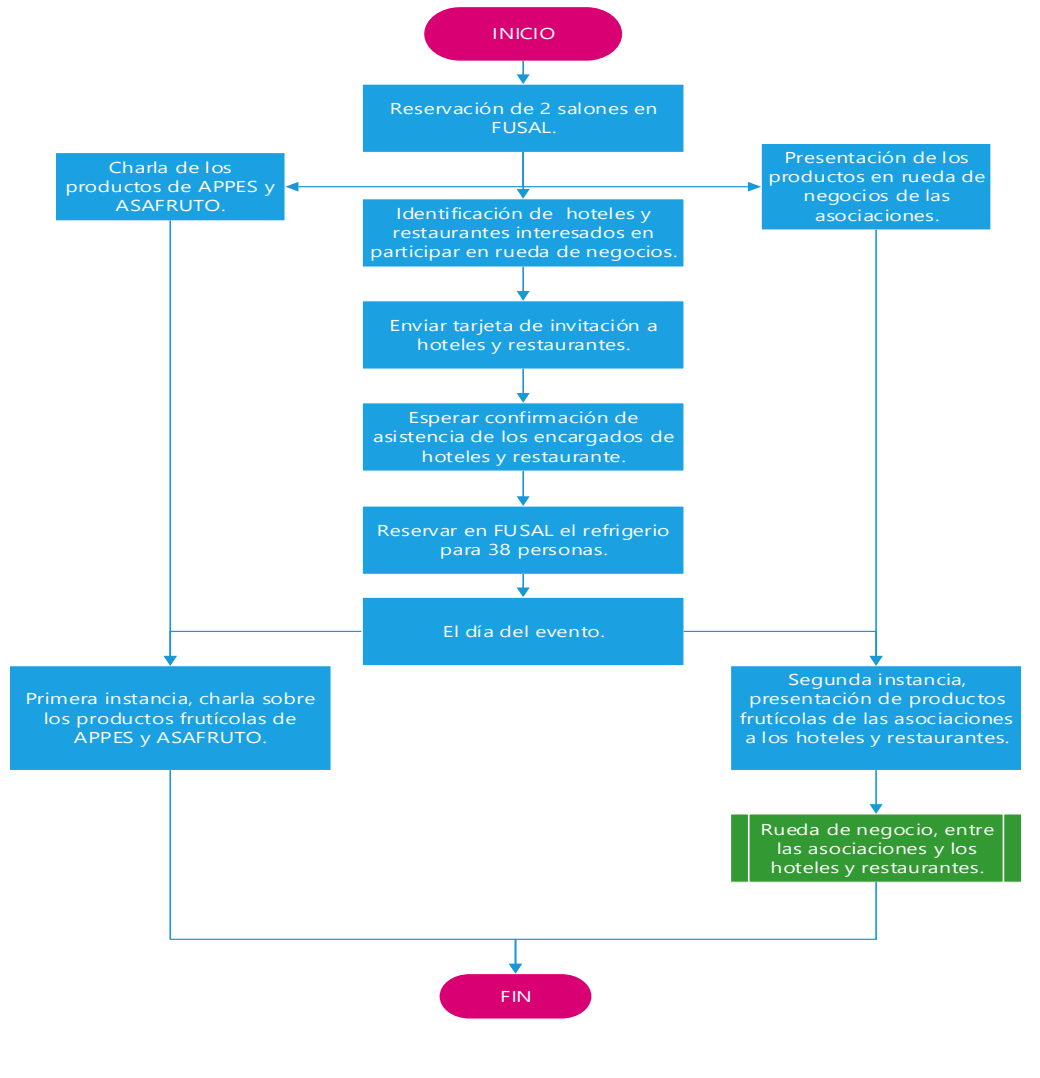 INICIO
Reservación de 2 salones en
FUSAL.
Charla de los
productos de APPES y
ASAFRUTO.
Presentación de los
productos en rueda de
negocios de las
asociaciones.
Identificación de hoteles y
restaurantes interesados en
participar en rueda de negocios.
Enviar tarjeta de invitación a
hoteles y restaurantes.
Esperar confirmación de
asistencia de los encargados de
hoteles y restaurante.
Reservar en FUSAL el refrigerio
para 38 personas.
El día del evento.
Primera instancia, charla sobre
los productos frutícolas de
APPES y ASAFRUTO.
Segunda instancia,
presentación de productos
frutícolas de las asociaciones
a los hoteles y restaurantes.
Rueda de negocio, entre
las asociaciones y los
hoteles y restaurantes.
FIN